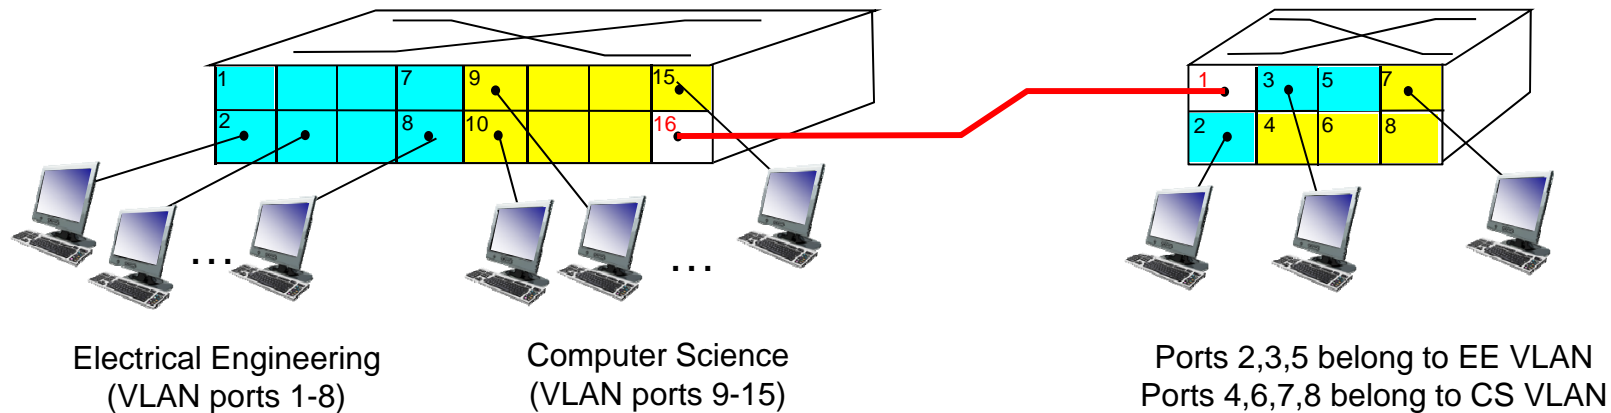 1 7 9 15
2 8 10 16
1 3 5 7
2 4 6 8
... ...
Electrical Engineering
(VLAN ports 1-8)
Computer Science
(VLAN ports 9-15)
Ports 2,3,5 belong to EE VLAN
Ports 4,6,7,8 belong to CS VLAN